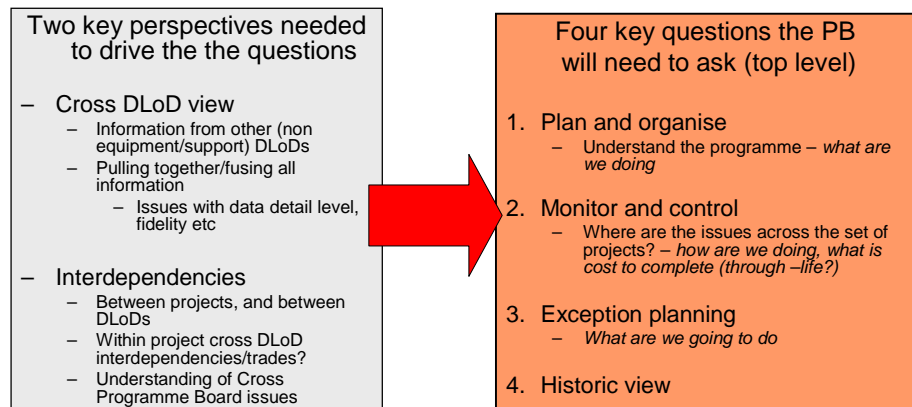 Two key perspectives needed
to drive the the questions
– Cross DLoD view
– Information from other (non
equipment/support) DLoDs
– Pulling together/fusing all
information
– Issues with data detail level,
fidelity etc
– Interdependencies
– Between projects, and between
DLoDs
– Within project cross DLoD
interdependencies/trades?
– Understanding of Cross
Programme Board issues
Four key questions the PB
will need to ask (top level)
1. Plan and organise
– Understand the programme – what are
we doing
2. Monitor and control
– Where are the issues across the set of
projects? – how are we doing, what is
cost to complete (through –life?)
3. Exception planning
– What are we going to do
4. Historic view